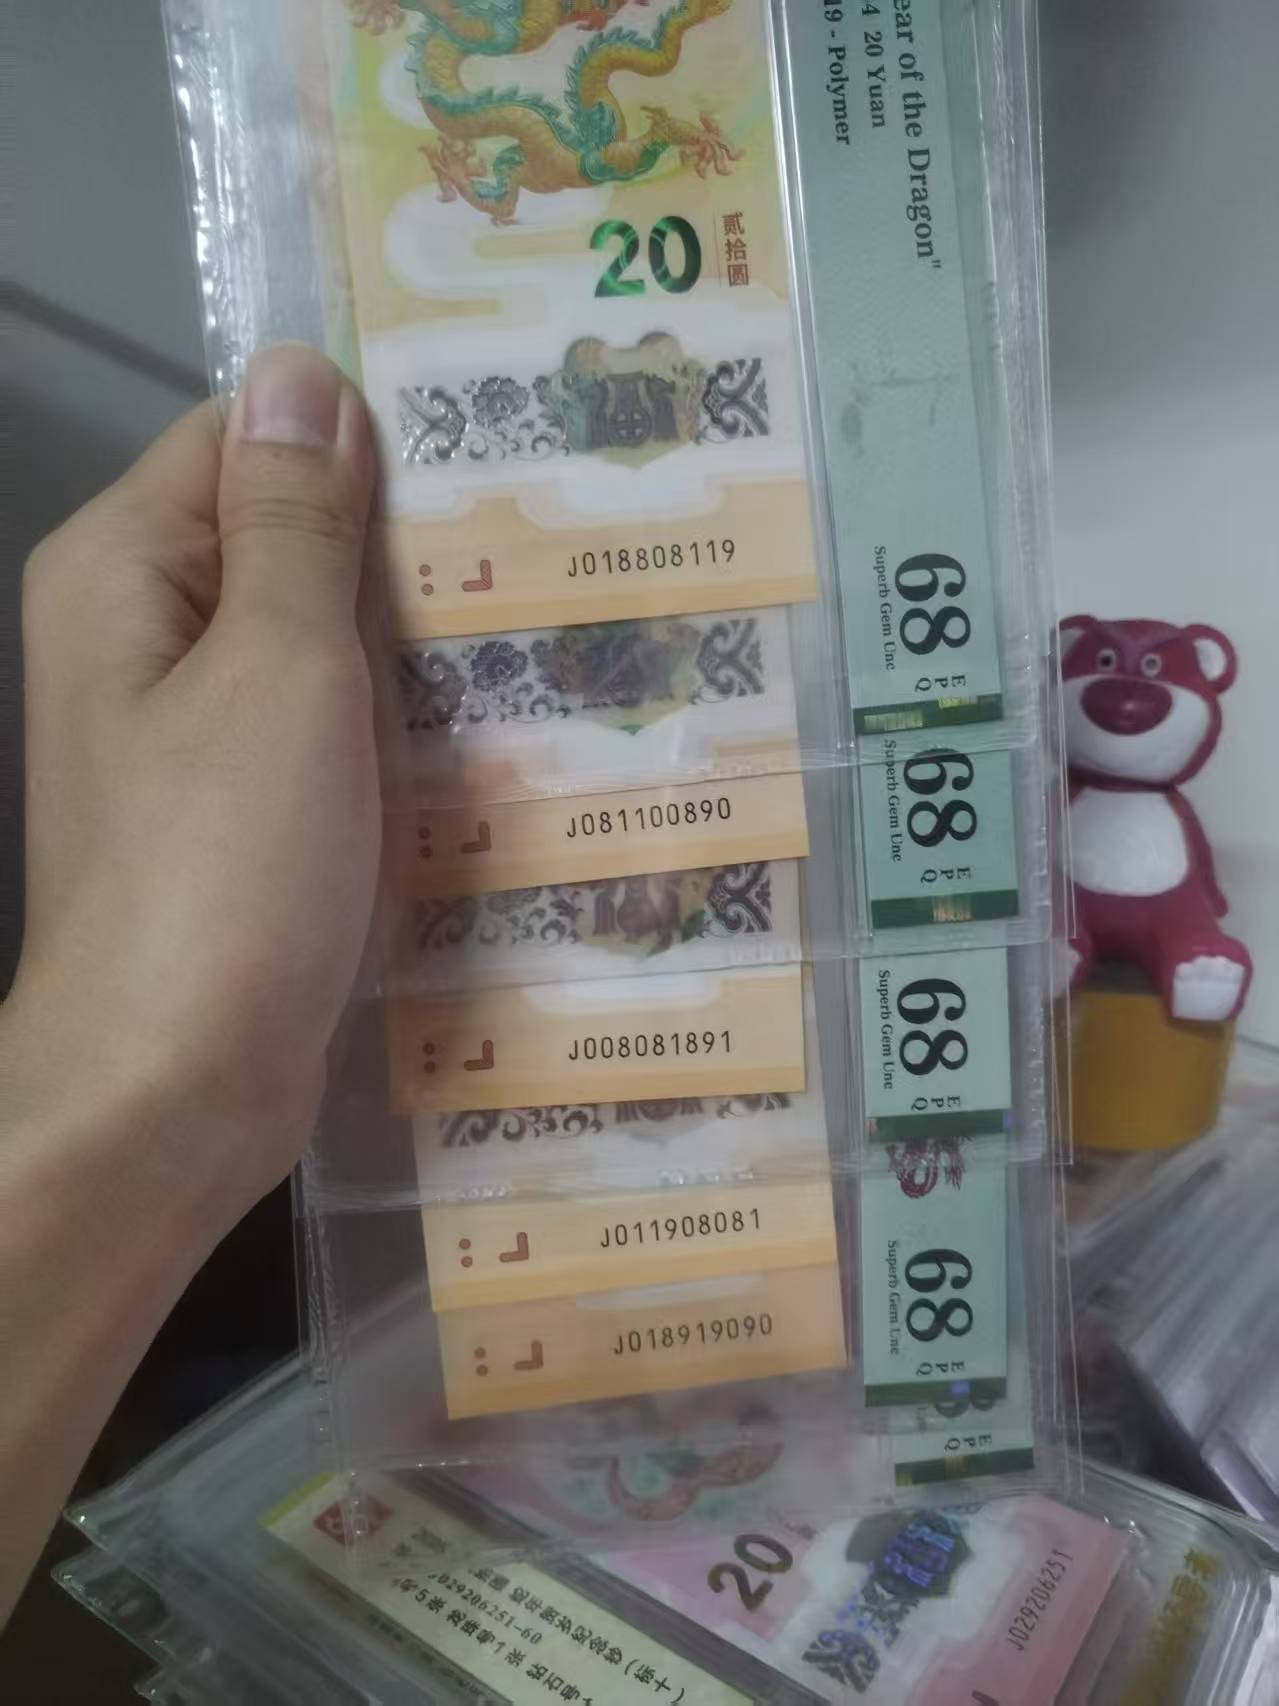 ear of the Dragon"
4 20 Yuan
19 - Polymer
20
贰拾圆
J018808119
68
Superb Gem Unc
EPQ
J081100890
68
Superb Gem Unc
EPQ
J008081891
68
Superb Gem Unc
EPQ
J011908081
68
Superb Gem Unc
EPQ
J018919090
EPQ
20
J029206251
J029206251-60